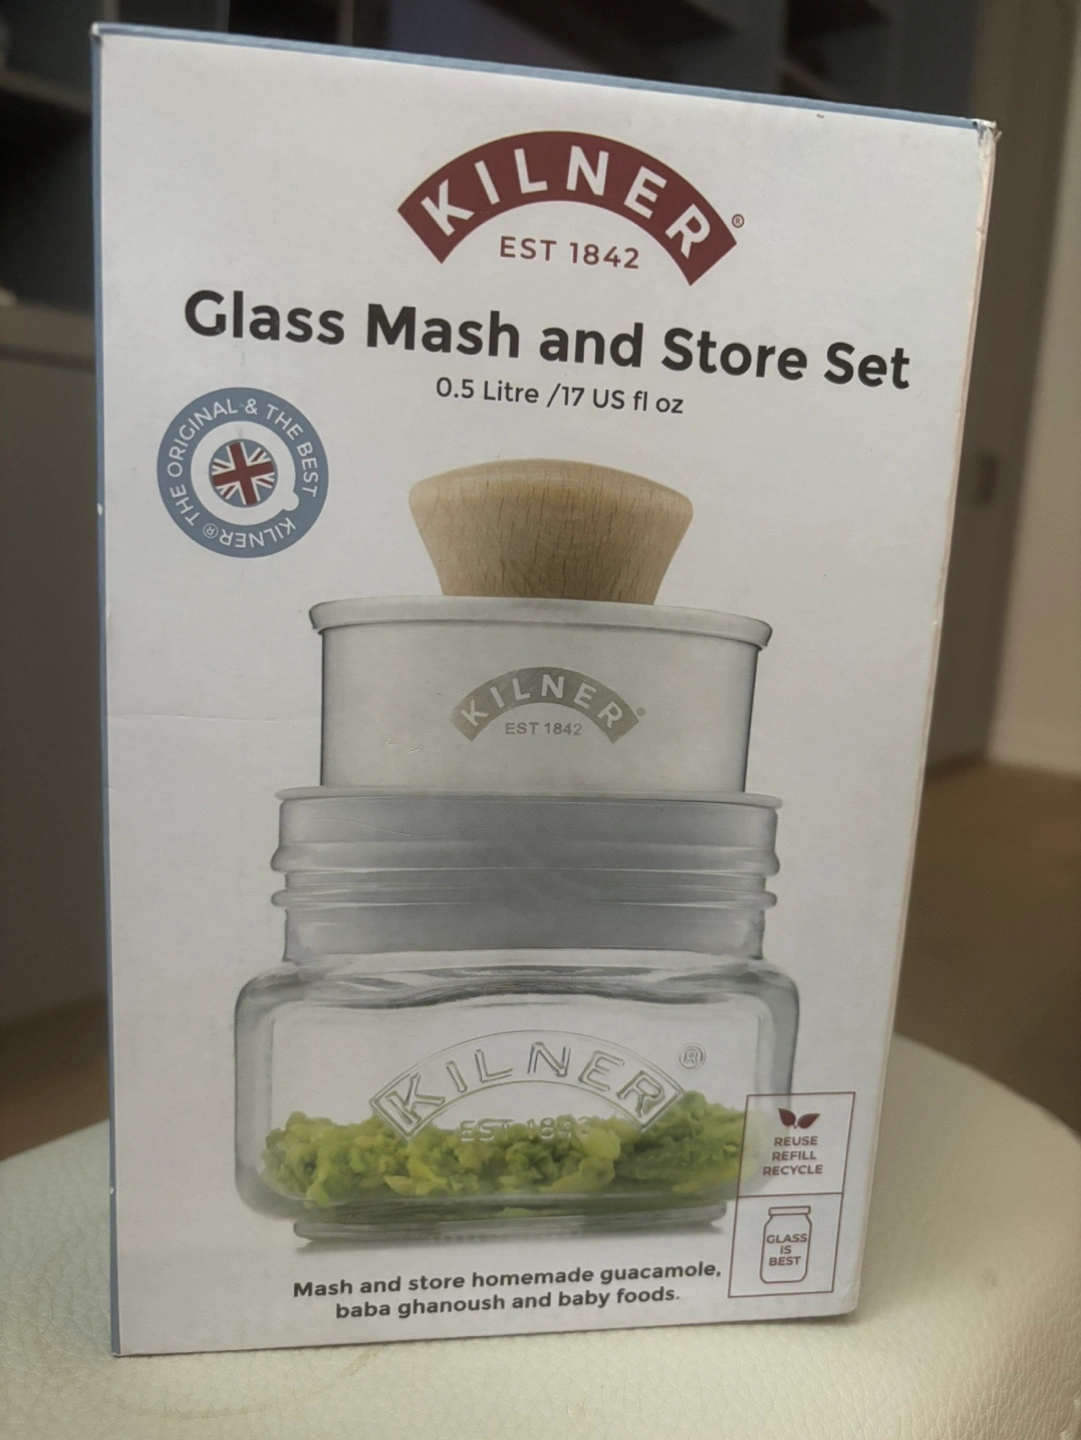 KILNER®
EST 1842
Glass Mash and Store Set
0.5 Litre /17 US fl oz
THE ORIGINAL & THE BEST
KILNER®
KILNER®
EST 1842
KILNER®
EST 1842
REUSE
REFILL
RECYCLE
GLASS
IS
BEST
Mash and store homemade guacamole,
baba ghanoush and baby foods.